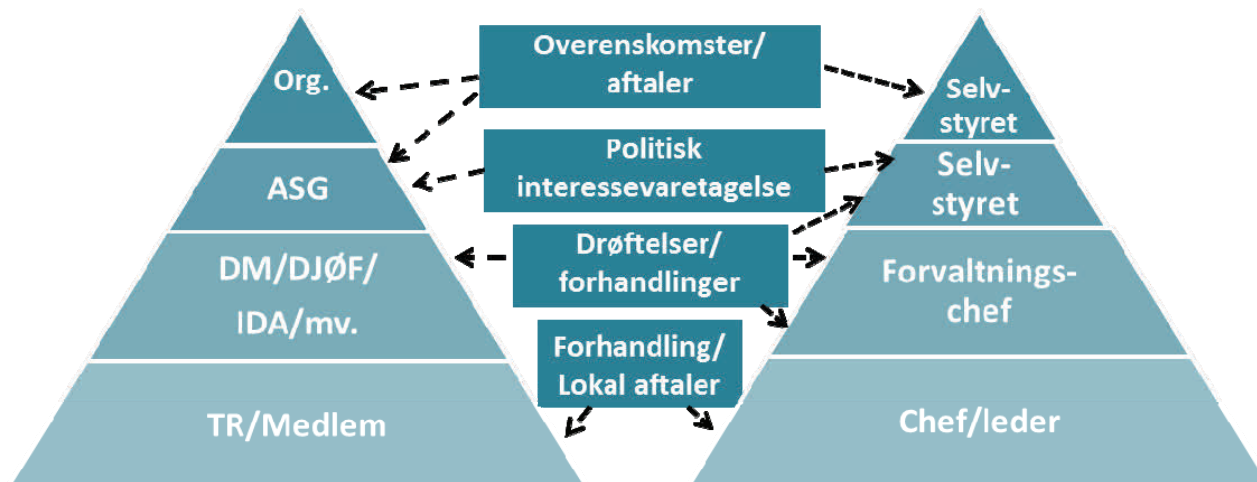 Org.
ASG
DM/DJØF/
IDA/mv.
TR/Medlem
Overenskomster/
aftaler
Politisk
interessevaretagelse
Drøftelser/
forhandlinger
Forhandling/
Lokal aftaler
Selv-
styret
Selv-
styret
Forvaltnings-
chef
Chef/leder